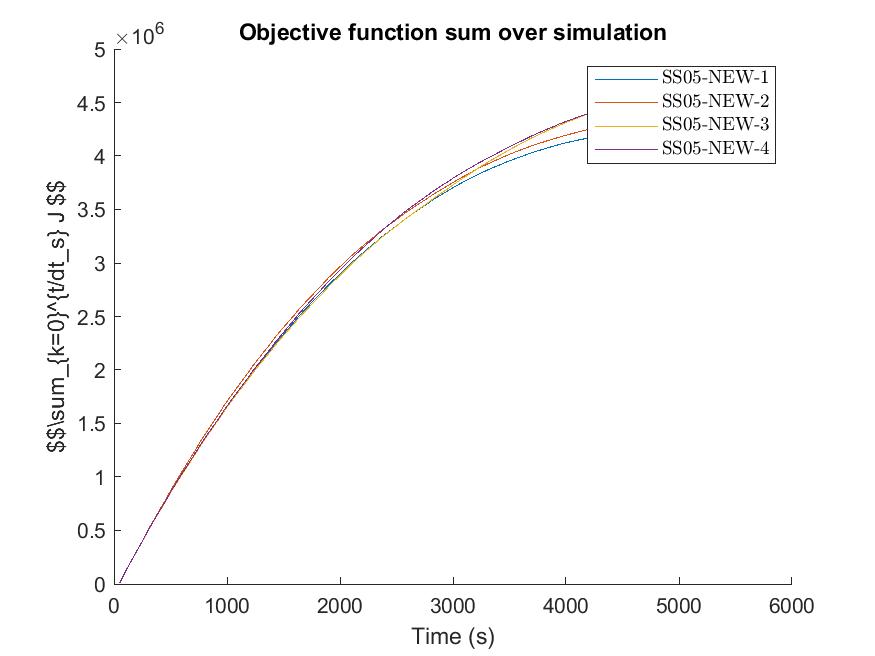 Objective function sum over simulation
×10^6
5
4.5
4
3.5
3
2.5
2
1.5
1
0.5
0
$$\sum_{k=0}^{t/dt_s} J $$
SS05-NEW-1
SS05-NEW-2
SS05-NEW-3
SS05-NEW-4
0 1000 2000 3000 4000 5000 6000
Time (s)